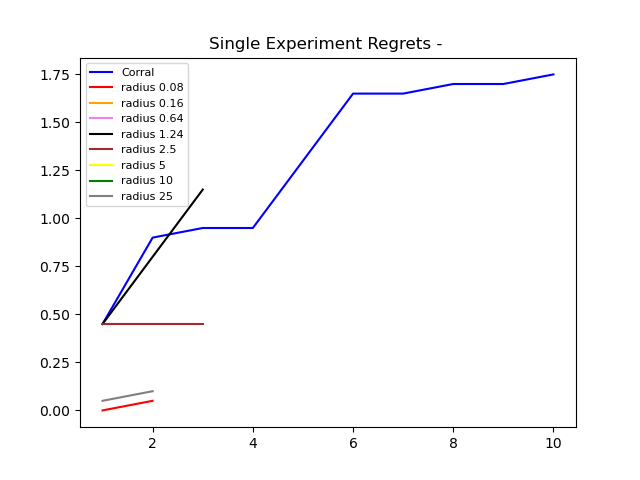 Single Experiment Regrets -
Corral
radius 0.08
radius 0.16
radius 0.64
radius 1.24
radius 2.5
radius 5
radius 10
radius 25
1.75
1.50
1.25
1.00
0.75
0.50
0.25
0.00
2 4 6 8 10